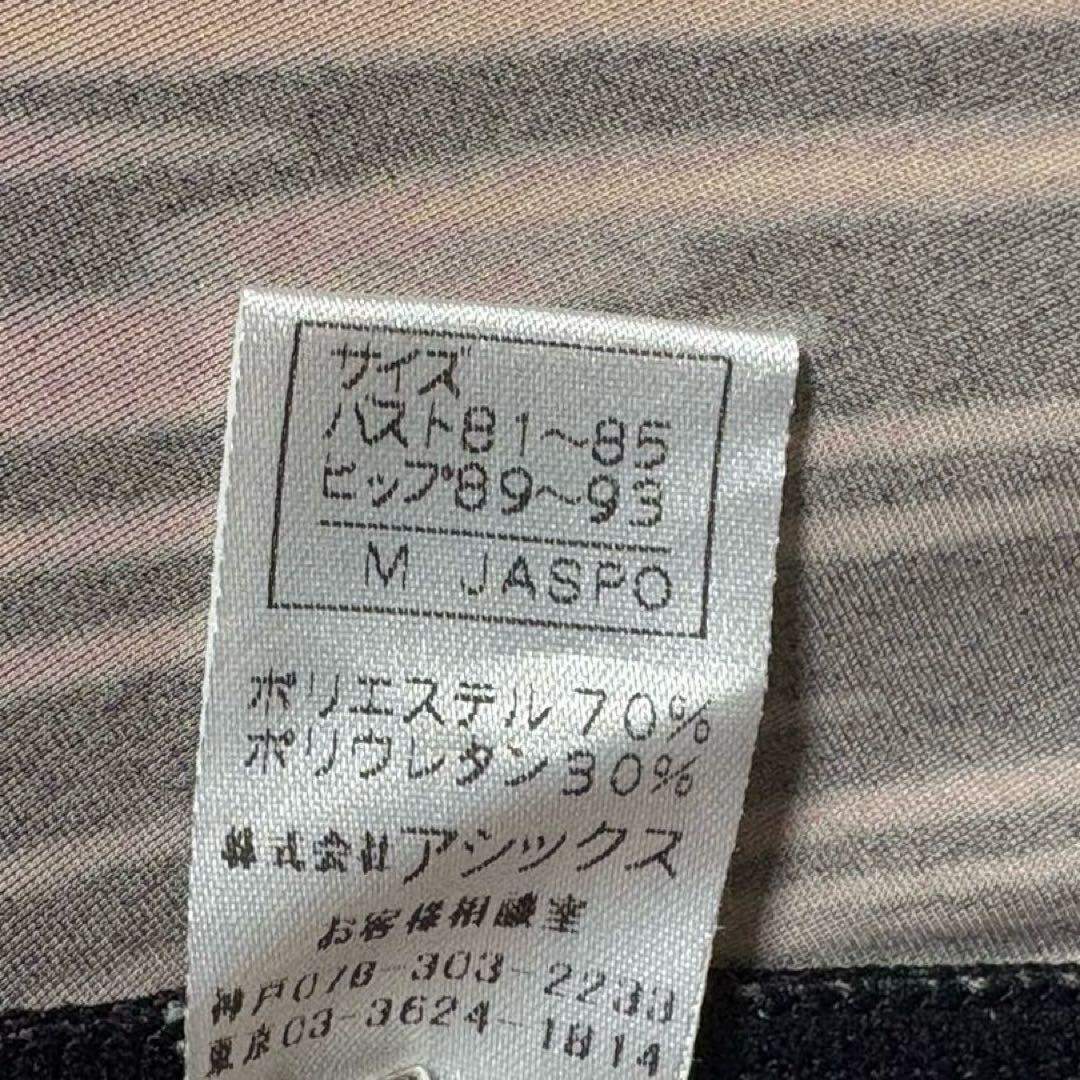 サイズ
バスト81～85
ヒップ89～93
M JASPO
ポリエステル70%
ポリウレタン30%
株式会社アシックス
お客様相談室
神戸078-303-2233
東京03-3624-1814